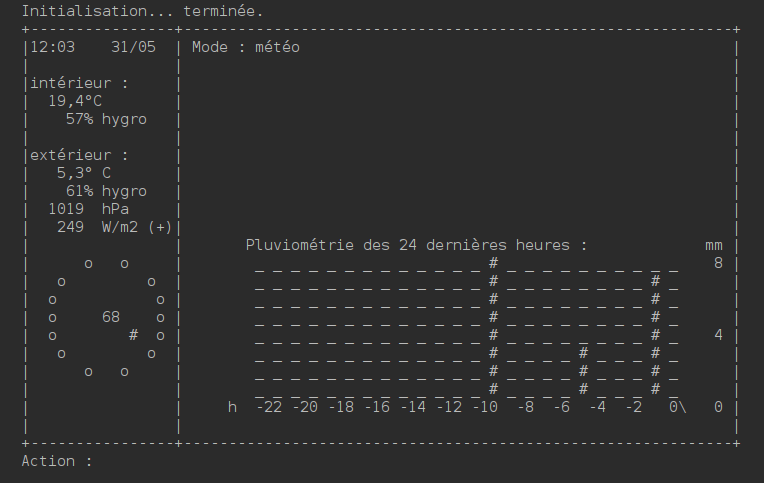 Initialisation... terminée.
+----------------+-------------------------------------------------------------+
|12:03    31/05  | Mode : météo                                                |
|                |                                                             |
|intérieur :     |                                                             |
|  19,4°C        |                                                             |
|    57% hygro   |                                                             |
|                |                                                             |
|extérieur :     |                                                             |
|   5,3° C       |                                                             |
|    61% hygro   |                                                             |
|  1019  hPa     |                                                             |
|   249  W/m2 (+)|                                                             |
|                |       Pluviométrie des 24 dernières heures :             mm |
|      o   o     |        _ _ _ _ _ _ _ _ _ _ _ _ _ # _ _ _ _ _ _ _ _ _ _    8 |
|   o         o  |        _ _ _ _ _ _ _ _ _ _ _ _ _ # _ _ _ _ _ _ _ _ # _      |
|  o           o |        _ _ _ _ _ _ _ _ _ _ _ _ _ # _ _ _ _ _ _ _ _ # _      |
|  o     68    o |        _ _ _ _ _ _ _ _ _ _ _ _ _ # _ _ _ _ _ _ _ _ # _      |
|  o        #  o |        _ _ _ _ _ _ _ _ _ _ _ _ _ # _ _ _ _ _ _ _ _ # _    4 |
|   o         o  |        _ _ _ _ _ _ _ _ _ _ _ _ _ # _ _ _ _ # _ _ _ # _      |
|      o   o     |        _ _ _ _ _ _ _ _ _ _ _ _ _ # _ _ _ _ # _ _ _ # _      |
|                |        _ _ _ _ _ _ _ _ _ _ _ _ _ # _ _ _ _ # _ _ _ # _      |
|                |     h  -22 -20 -18 -16 -14 -12 -10  -8  -6  -4  -2   0\   0 |
|                |                                                             |
+----------------+-------------------------------------------------------------+
Action :